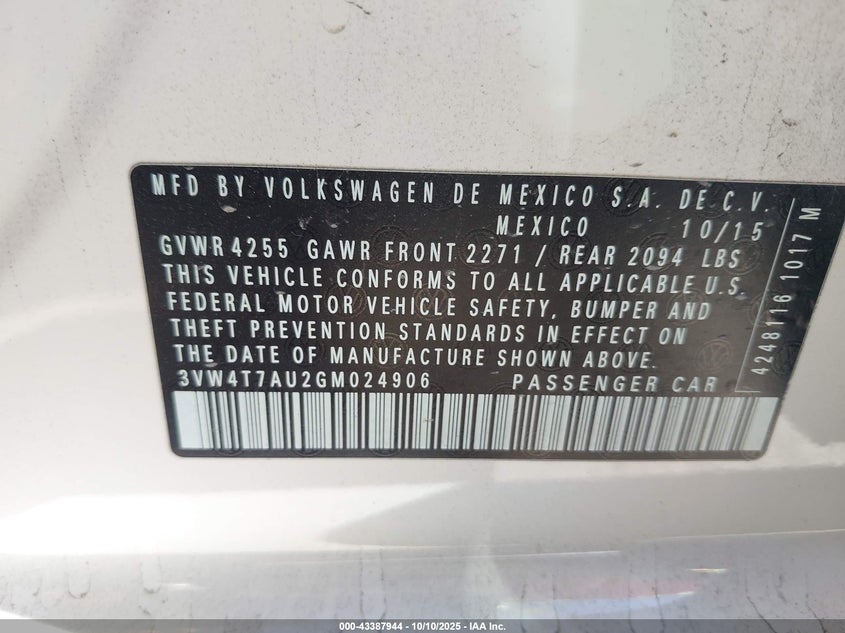 MFD BY VOLKSWAGEN DE MEXICO S.A. DE C.V.
MEXICO 10/15
GVWR 4255 GAWR FRONT 2271 / REAR 2094 LBS
THIS VEHICLE CONFORMS TO ALL APPLICABLE U.S.
FEDERAL MOTOR VEHICLE SAFETY, BUMPER AND
THEFT PREVENTION STANDARDS IN EFFECT ON
THE DATE OF MANUFACTURE SHOWN ABOVE.
3VW4T7AU2GM024906 PASSENGER CAR
4248116 1017 M
000-43387944 | 10/10/2025 - IAA Inc.